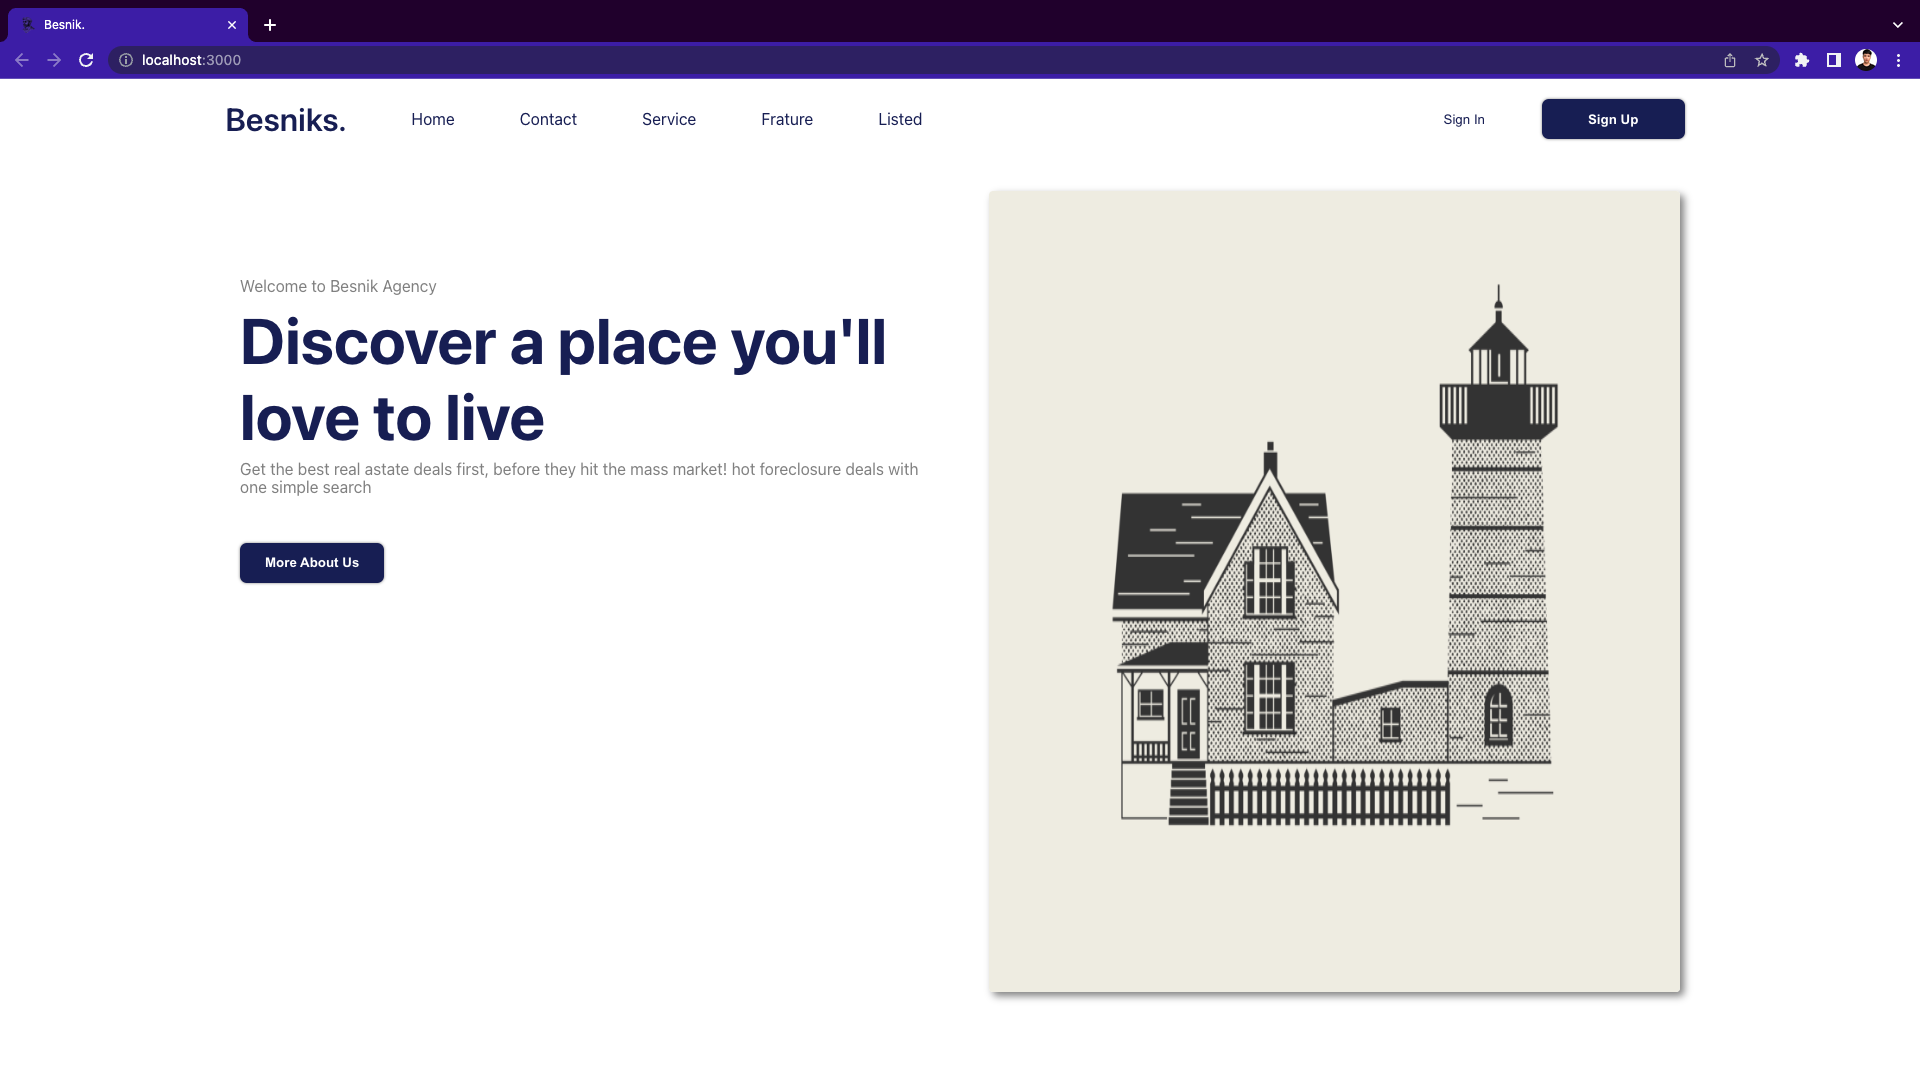 Besnik.
localhost:3000
Besniks.
Home
Contact
Service
Frature
Listed
Sign In
Sign Up
Welcome to Besnik Agency
Discover a place you'll
love to live
Get the best real astate deals first, before they hit the mass market! hot foreclosure deals with
one simple search
More About Us